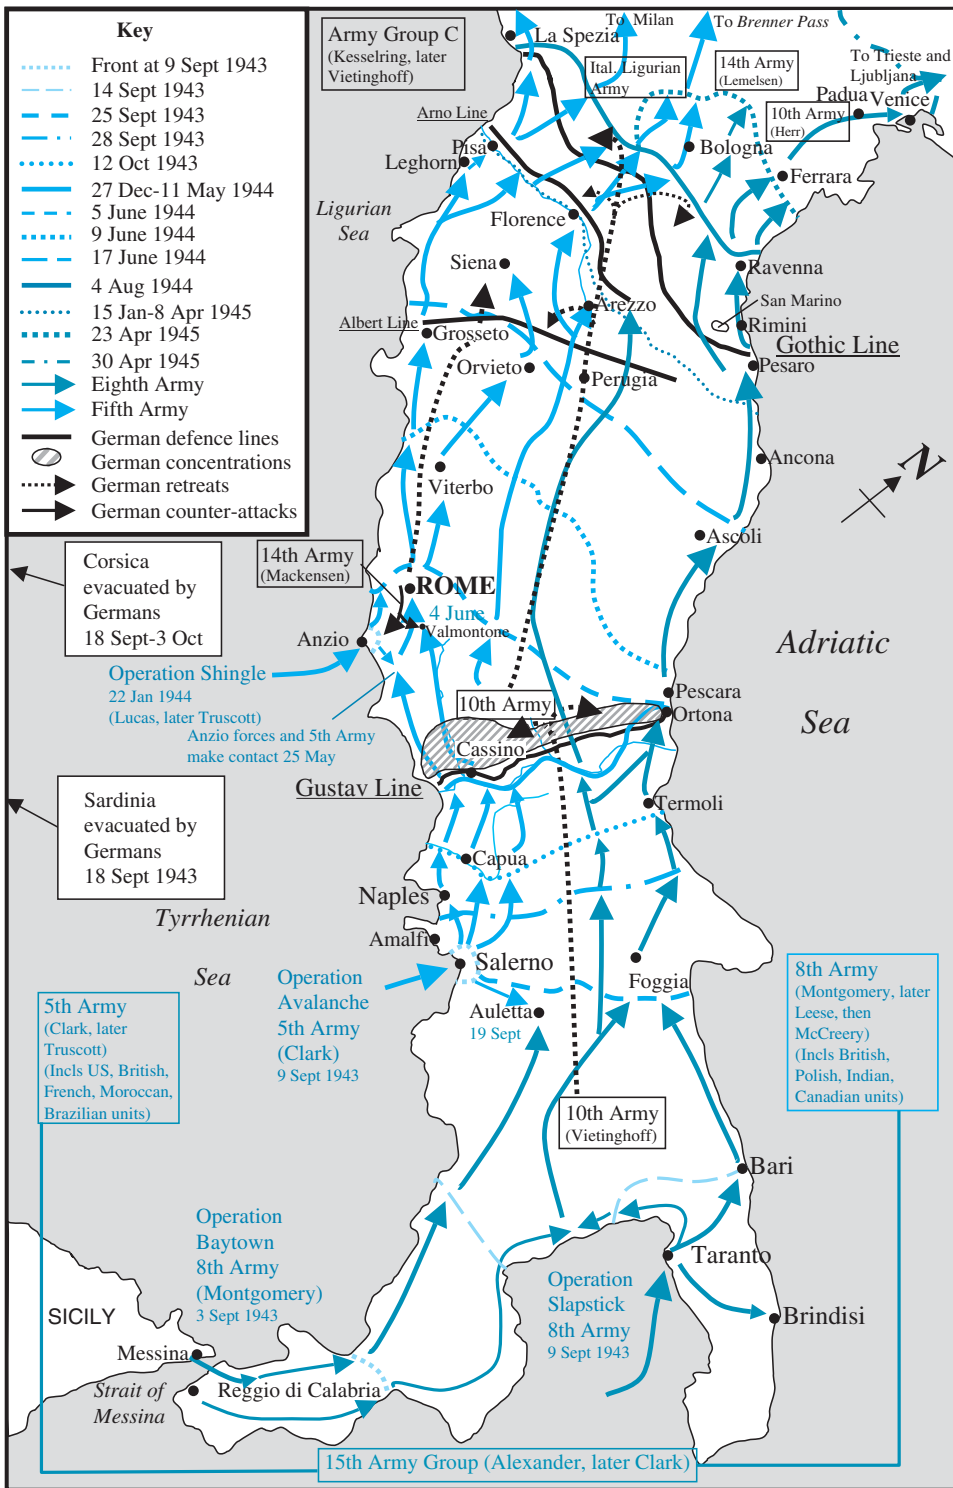 Key
Front at 9 Sept 1943
14 Sept 1943
25 Sept 1943
28 Sept 1943
12 Oct 1943
27 Dec-11 May 1944
5 June 1944
9 June 1944
17 June 1944
4 Aug 1944
15 Jan-8 Apr 1945
23 Apr 1945
30 Apr 1945
Eighth Army
Fifth Army
German defence lines
German concentrations
German retreats
German counter-attacks
Army Group C
(Kesselring, later
Vietinghoff)
To Milan
To Brenner Pass
La Spezia
Ital. Ligurian
Army
14th Army
(Lemelsen)
To Trieste and
Ljubljana
Padua
Venice
10th Army
(Herr)
Arno Line
Pisa
Leghorn
Bologna
Ferrara
Ligurian
Sea
Florence
Siena
Ravenna
San Marino
Arezzo
Albert Line
Grosseto
Rimini
Gothic Line
Orvieto
Perugia
Pesaro
Viterbo
Ancona
N
Ascoli
14th Army
(Mackensen)
ROME
4 June
Valmontone
Corsica
evacuated by
Germans
18 Sept-3 Oct
Anzio
Adriatic
Sea
Operation Shingle
22 Jan 1944
(Lucas, later Truscott)
Anzio forces and 5th Army
make contact 25 May
Pescara
Ortona
10th Army
Cassino
Gustav Line
Sardinia
evacuated by
Germans
18 Sept 1943
Termoli
Capua
Naples
Tyrrhenian
Sea
Amalfi
Salerno
Foggia
Operation
Avalanche
5th Army
(Clark)
9 Sept 1943
Auletta
19 Sept
5th Army
(Clark, later
Truscott)
(Incls US, British,
French, Moroccan,
Brazilian units)
8th Army
(Montgomery, later
Leese, then
McCreery)
(Incls British,
Polish, Indian,
Canadian units)
10th Army
(Vietinghoff)
Bari
Operation
Baytown
8th Army
(Montgomery)
3 Sept 1943
Taranto
Operation
Slapstick
8th Army
9 Sept 1943
Brindisi
SICILY
Messina
Reggio di Calabria
Strait of
Messina
15th Army Group (Alexander, later Clark)